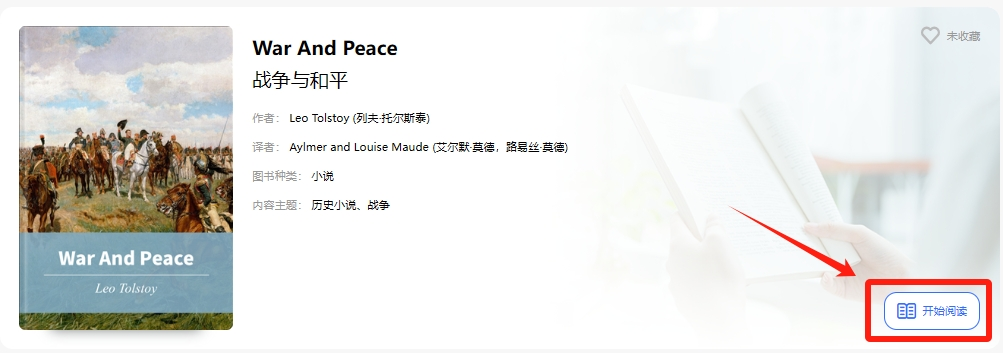 War And Peace
战争与和平
未收藏
作者： Leo Tolstoy (列夫·托尔斯泰)
译者： Aylmer and Louise Maude (艾尔默·莫德，路易丝·莫德)
图书种类： 小说
内容主题： 历史小说、战争
War And Peace
Leo Tolstoy
开始阅读